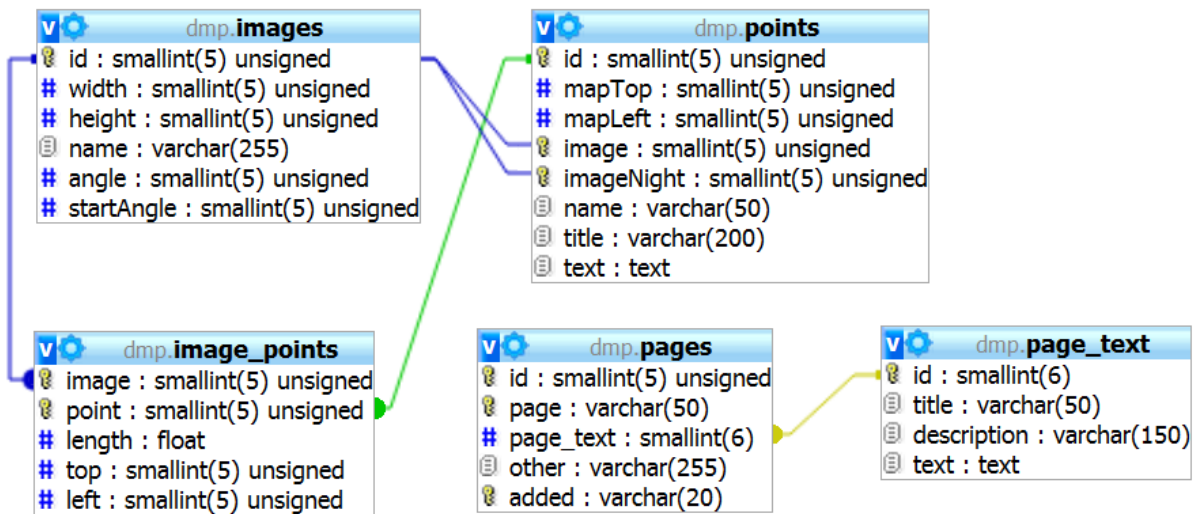 dmp.images
id : smallint(5) unsigned
# width : smallint(5) unsigned
# height : smallint(5) unsigned
name : varchar(255)
# angle : smallint(5) unsigned
# startAngle : smallint(5) unsigned
dmp.points
id : smallint(5) unsigned
# mapTop : smallint(5) unsigned
# mapLeft : smallint(5) unsigned
image : smallint(5) unsigned
imageNight : smallint(5) unsigned
name : varchar(50)
title : varchar(200)
text : text
dmp.image_points
image : smallint(5) unsigned
point : smallint(5) unsigned
# length : float
# top : smallint(5) unsigned
# left : smallint(5) unsigned
dmp.pages
id : smallint(5) unsigned
page : varchar(50)
# page_text : smallint(6)
other : varchar(255)
added : varchar(20)
dmp.page_text
id : smallint(6)
title : varchar(50)
description : varchar(150)
text : text